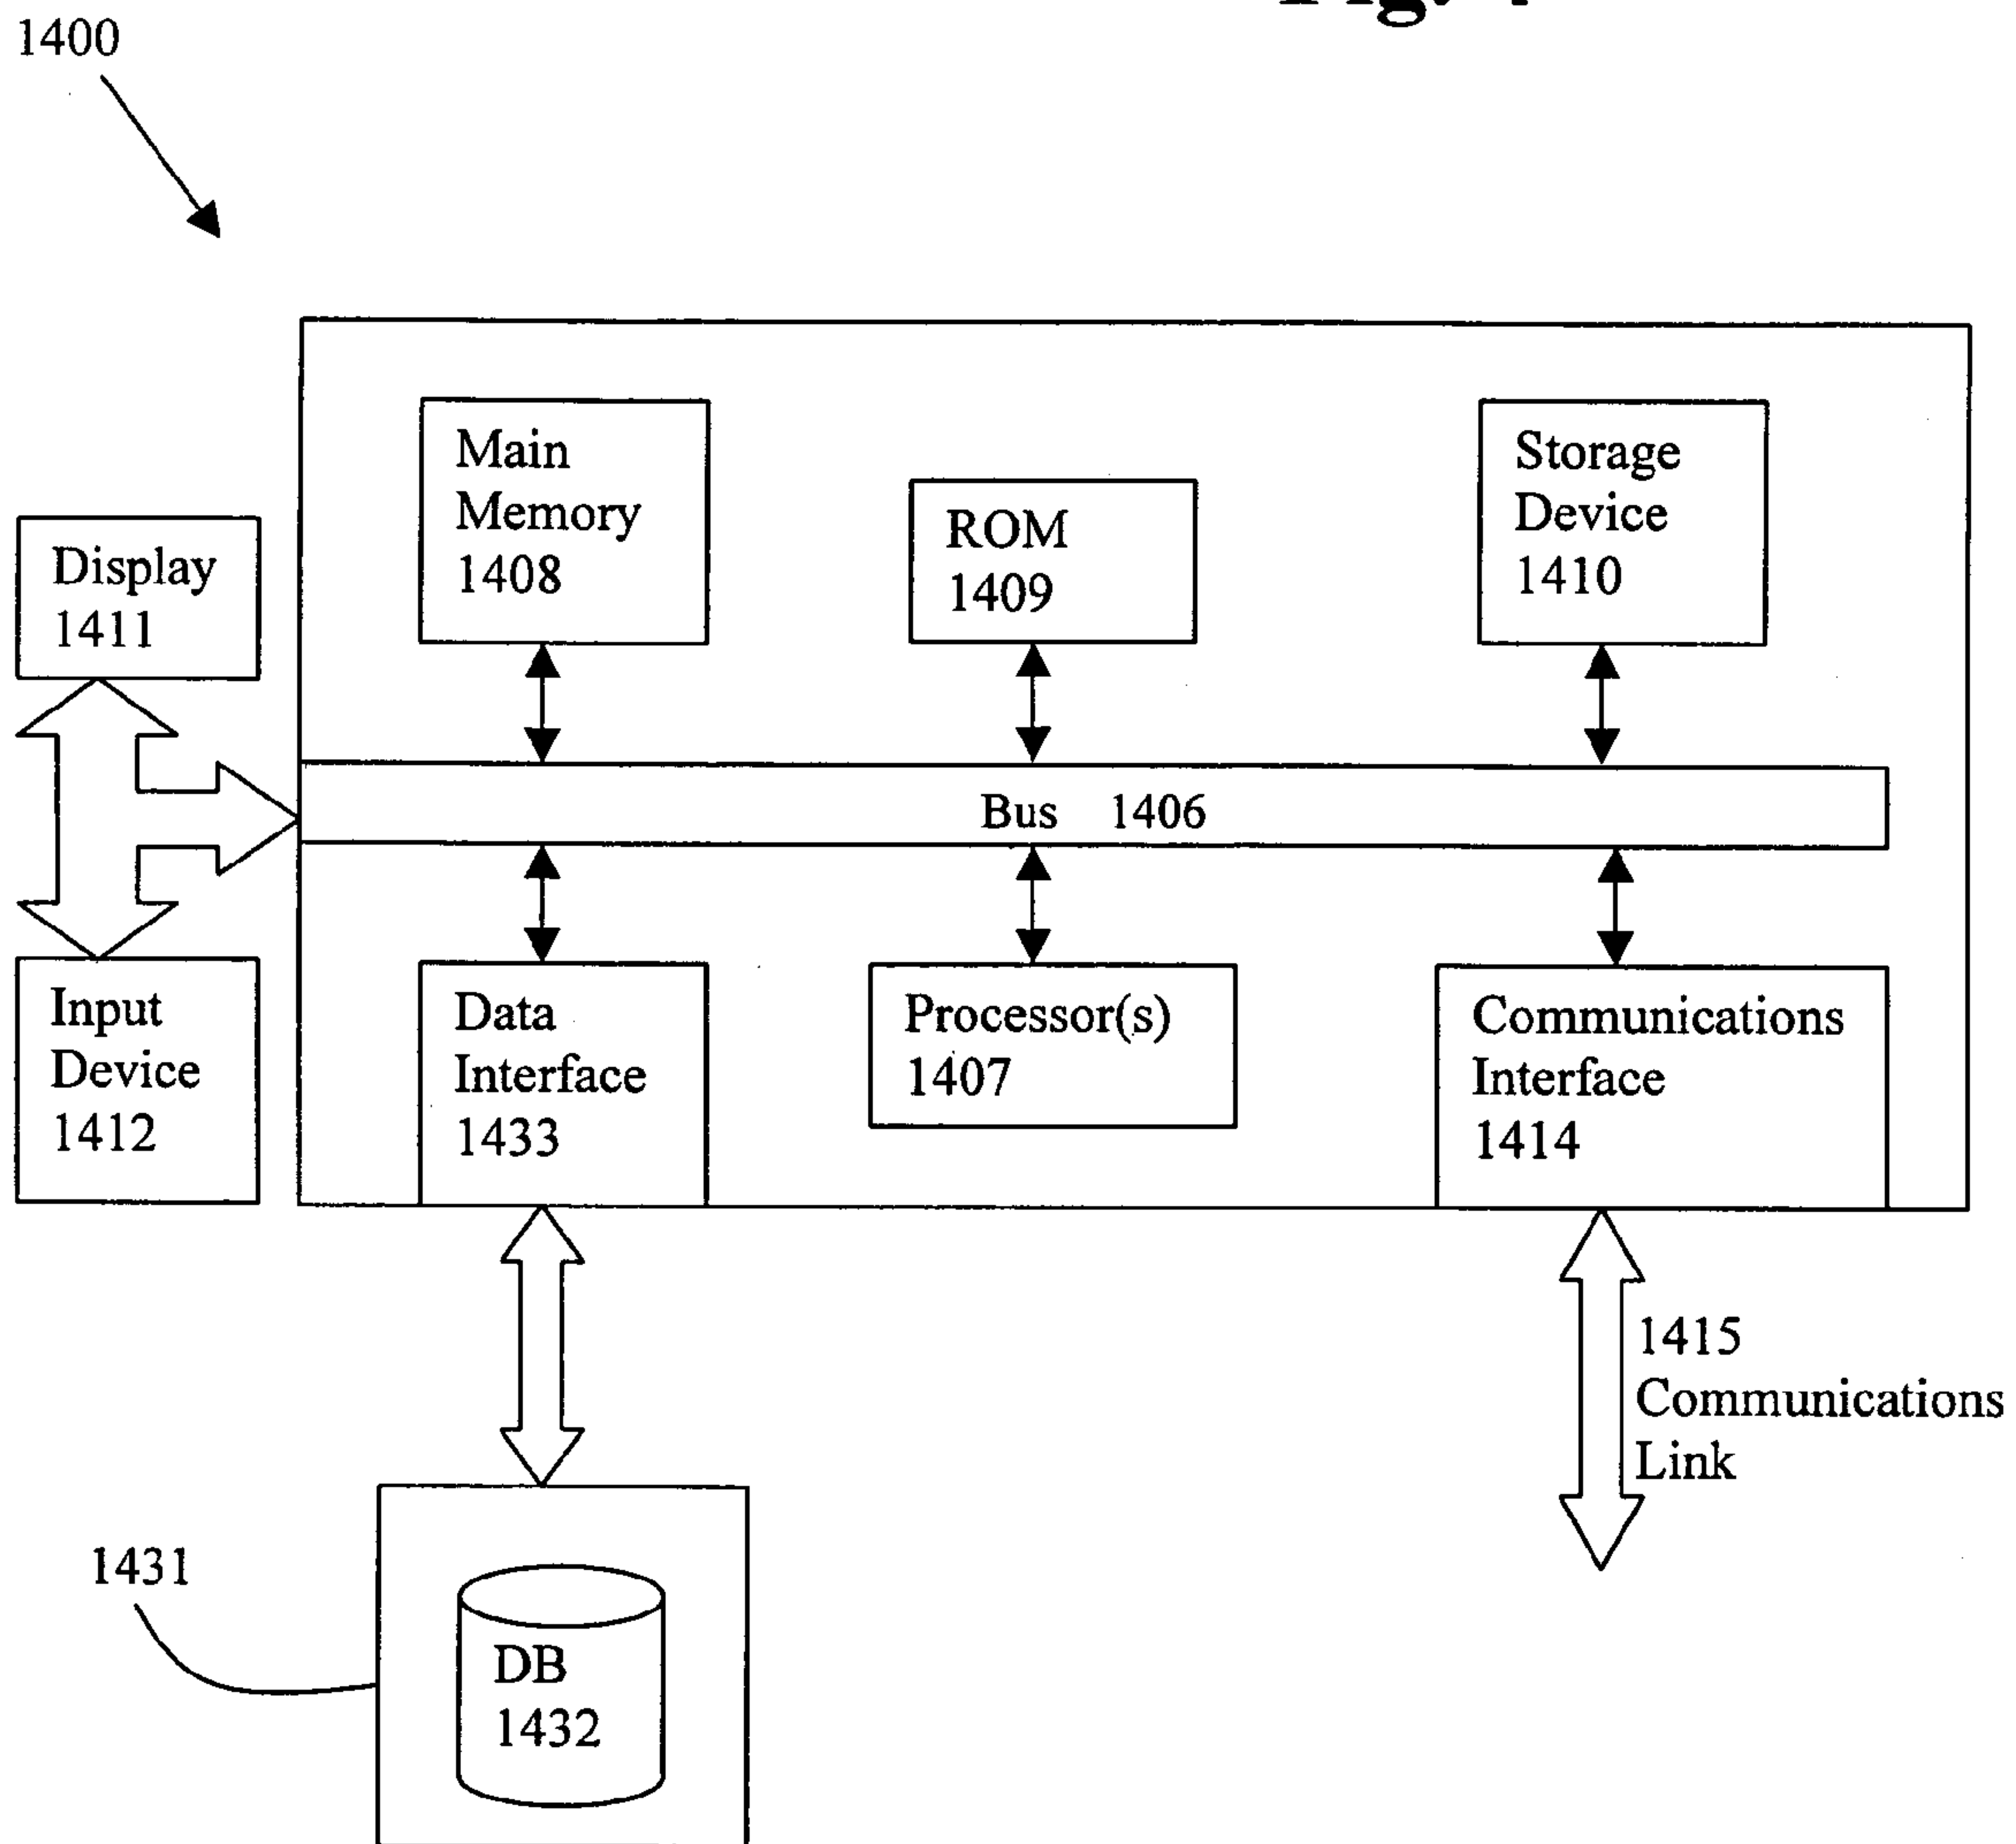 1400
Main
Memory
1408
ROM
1409
Storage
Device
1410
Display
1411
Bus 1406
Input
Device
1412
Data
Interface
1433
Processor(s)
1407
Communications
Interface
1414
1415
Communications
Link
1431
DB
1432